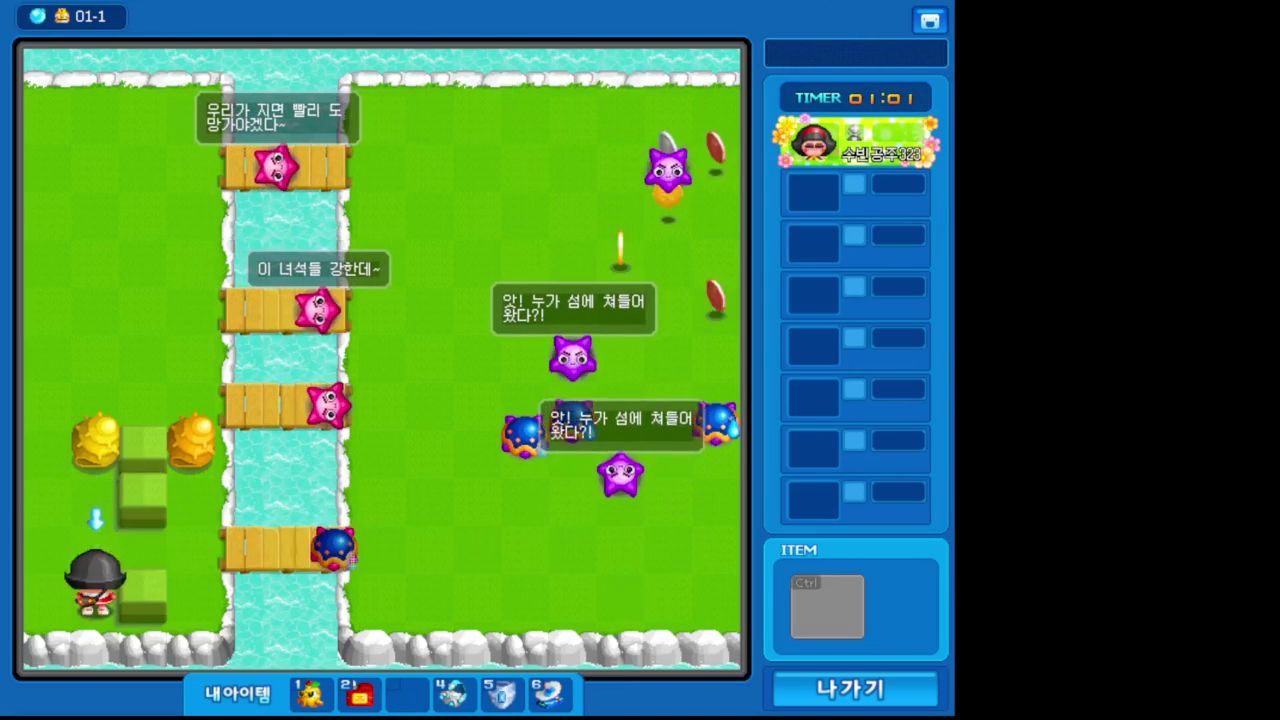 01-1
TIMER 01:01
수빈공주323
우리가 지면 빨리 도
망가야겠다~
이 녀석들 강한데~
앗! 누가 섬에 쳐들어
왔다?!
앗! 누가 섬에 쳐들어
왔다?!
ITEM
Ctrl
내아이템
1
2
4
5
6
나가기